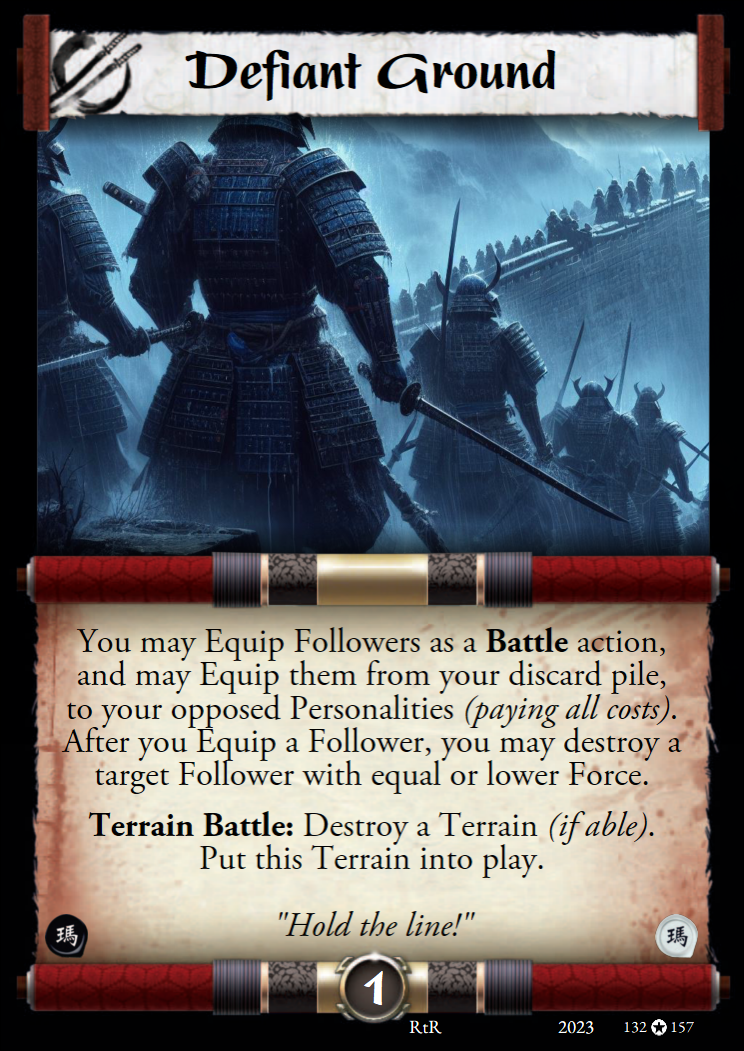 Defiant Ground
You may Equip Followers as a Battle action,
and may Equip them from your discard pile,
to your opposed Personalities (paying all costs).
After you Equip a Follower, you may destroy a
target Follower with equal or lower Force.
Terrain Battle: Destroy a Terrain (if able).
Put this Terrain into play.
"Hold the line!"
瑪 瑪
1
RtR 2023 132 157